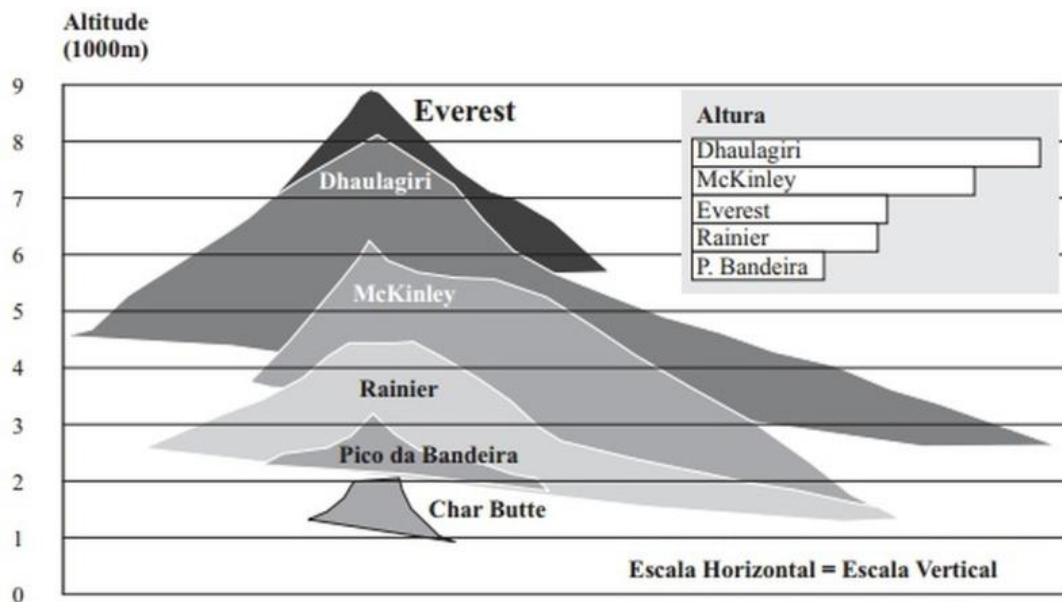 Altitude
(1000m)
9
8
7
6
5
4
3
2
1
0
Everest
Dhaulagiri
McKinley
Rainier
Pico da Bandeira
Char Butte
Altura
Dhaulagiri
McKinley
Everest
Rainier
P. Bandeira
Escala Horizontal = Escala Vertical